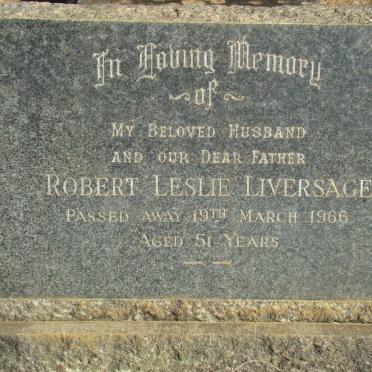 In Loving Memory
of
MY BELOVED HUSBAND
AND OUR DEAR FATHER
ROBERT LESLIE LIVERSAGE
PASSED AWAY 19TH MARCH 1966
AGED 51 YEARS